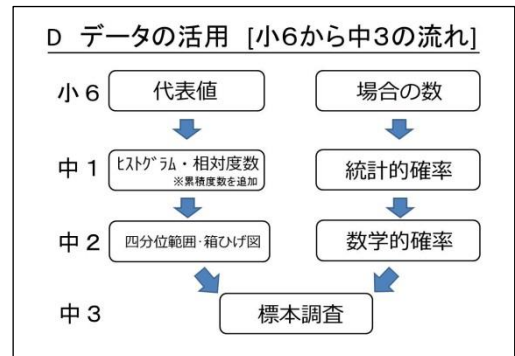 D データの活用 [小6から中3の流れ]
小6 代表値 場合の数
中1 ﾋｽﾄｸﾞﾗﾑ・相対度数 統計的確率
※累積度数を追加
中2 四分位範囲･箱ひげ図 数学的確率
中3 標本調査